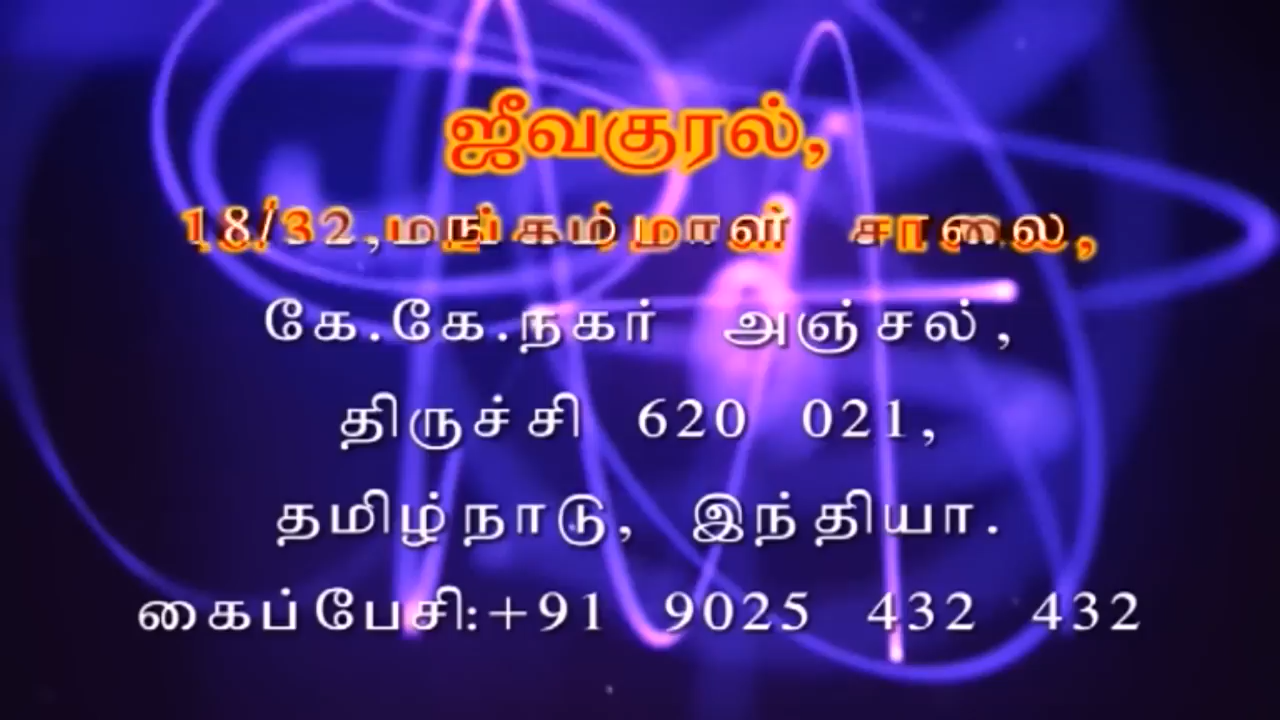 ஜீவகுரல்,
18/32,மங்கம்மாள் சாலை,
கே.கே.நகர் அஞ்சல்,
திருச்சி 620 021,
தமிழ்நாடு, இந்தியா.
கைப்பேசி:+91 9025 432 432